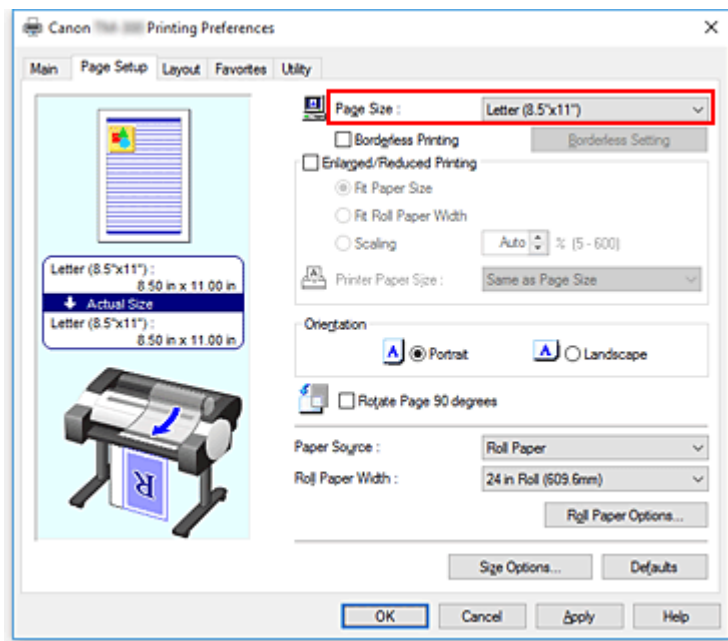 Canon Printing Preferences
Main Page Setup Layout Favorites Utility
Page Size : Letter (8.5"x11")
Borderless Printing Borderless Setting
Enlarged/Reduced Printing
Fit Paper Size
Fit Roll Paper Width
Scaling Auto % (5 - 600)
Printer Paper Size : Same as Page Size
Letter (8.5"x11") :
8.50 in x 11.00 in
Actual Size
Letter (8.5"x11") :
8.50 in x 11.00 in
Orientation
A Portrait A Landscape
Rotate Page 90 degrees
Paper Source : Roll Paper
Roll Paper Width : 24 in Roll (609.6mm)
R
Roll Paper Options...
Size Options... Defaults
OK Cancel Apply Help